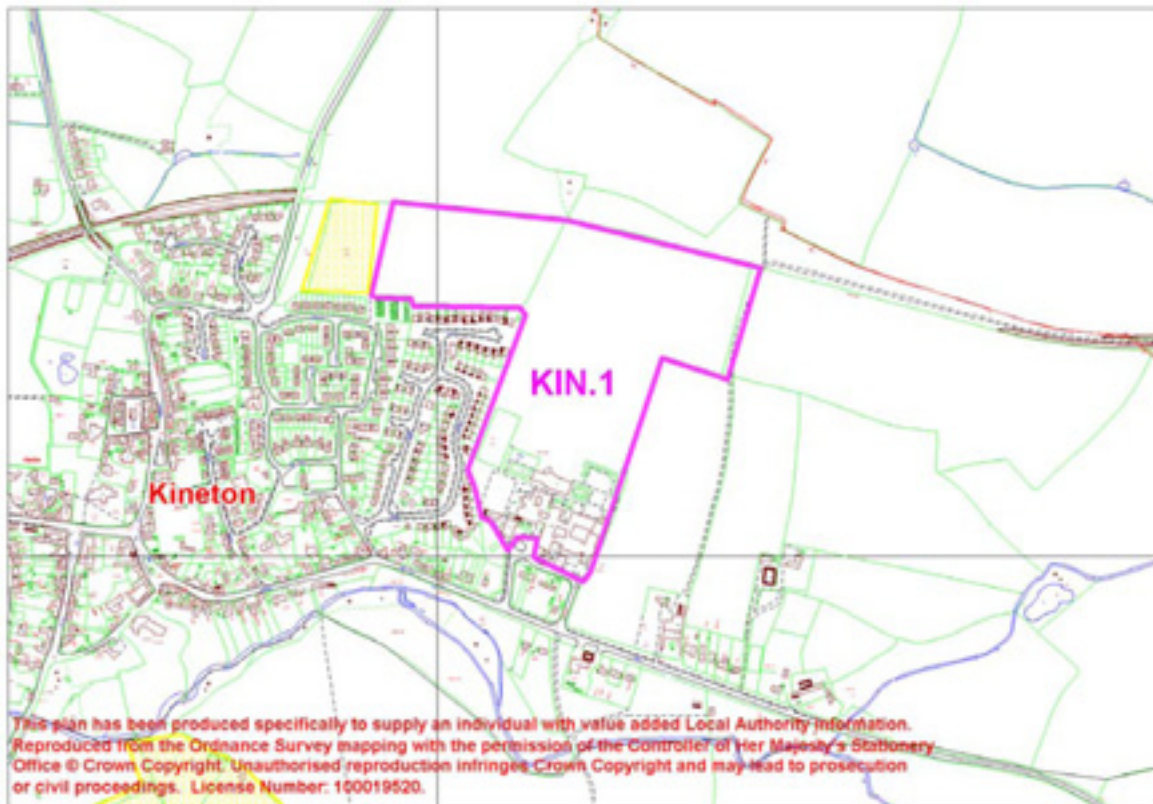 KIN.1
Kineton
This plan has been produced specifically to supply an individual with value added Local Authority information.
Reproduced from the Ordnance Survey mapping with the permission of the Controller of Her Majesty's Stationery
Office © Crown Copyright. Unauthorised reproduction infringes Crown Copyright and may lead to prosecution
or civil proceedings. License Number: 100019520.